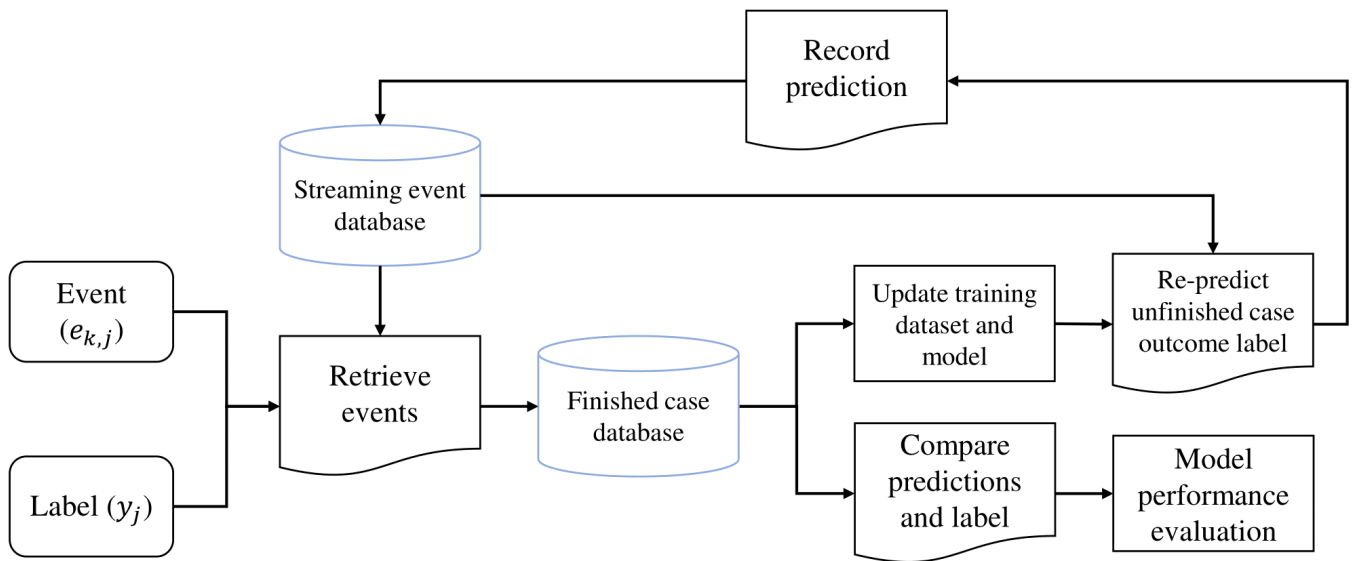 Record
prediction
Streaming event
database
Event
(e_{k,j})
Label (y_j)
Retrieve
events
Finished case
database
Update training
dataset and
model
Re-predict
unfinished case
outcome label
Compare
predictions
and label
Model
performance
evaluation